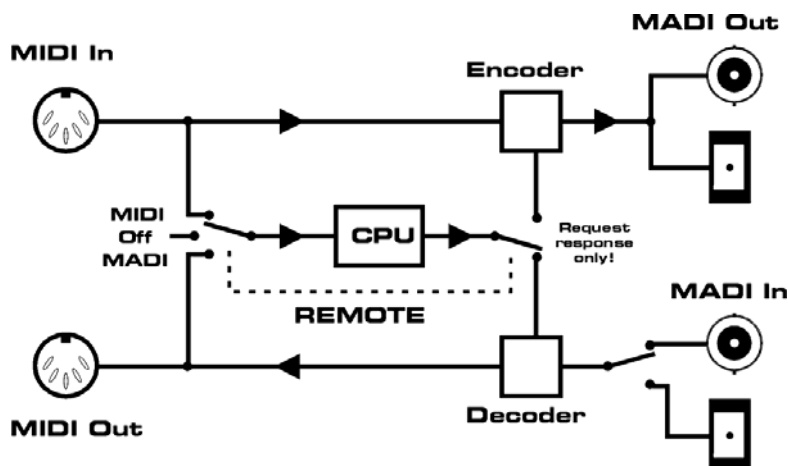 MADI Out
MIDI In
Encoder
MIDI
Off
MADI
CPU
Request
response
only!
REMOTE
MADI In
Decoder
MIDI Out